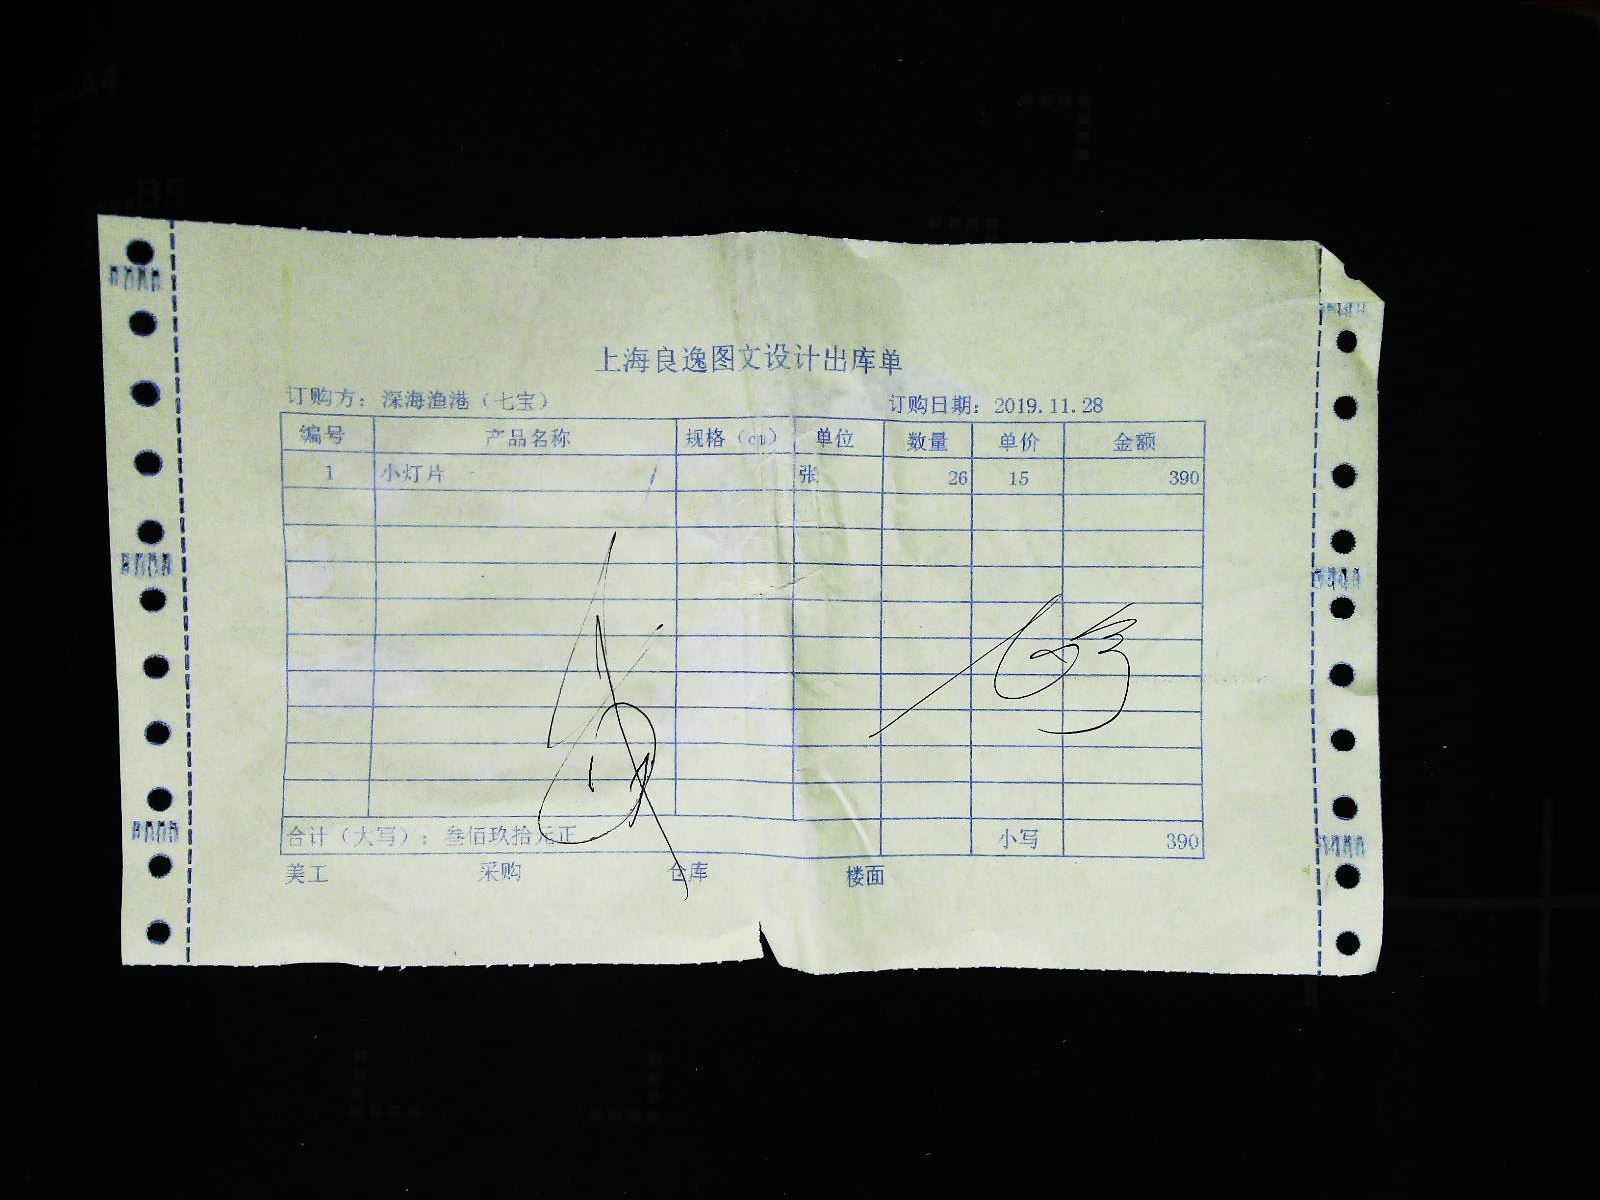 上海良逸图文设计出库单
订购方：深海渔港（七宝） 订购日期：2019.11.28
编号 产品名称 规格（cm） 单位 数量 单价 金额
1 小灯片 张 26 15 390
合计（大写）：叁佰玖拾元正 小写 390
美工 采购 仓库 楼面